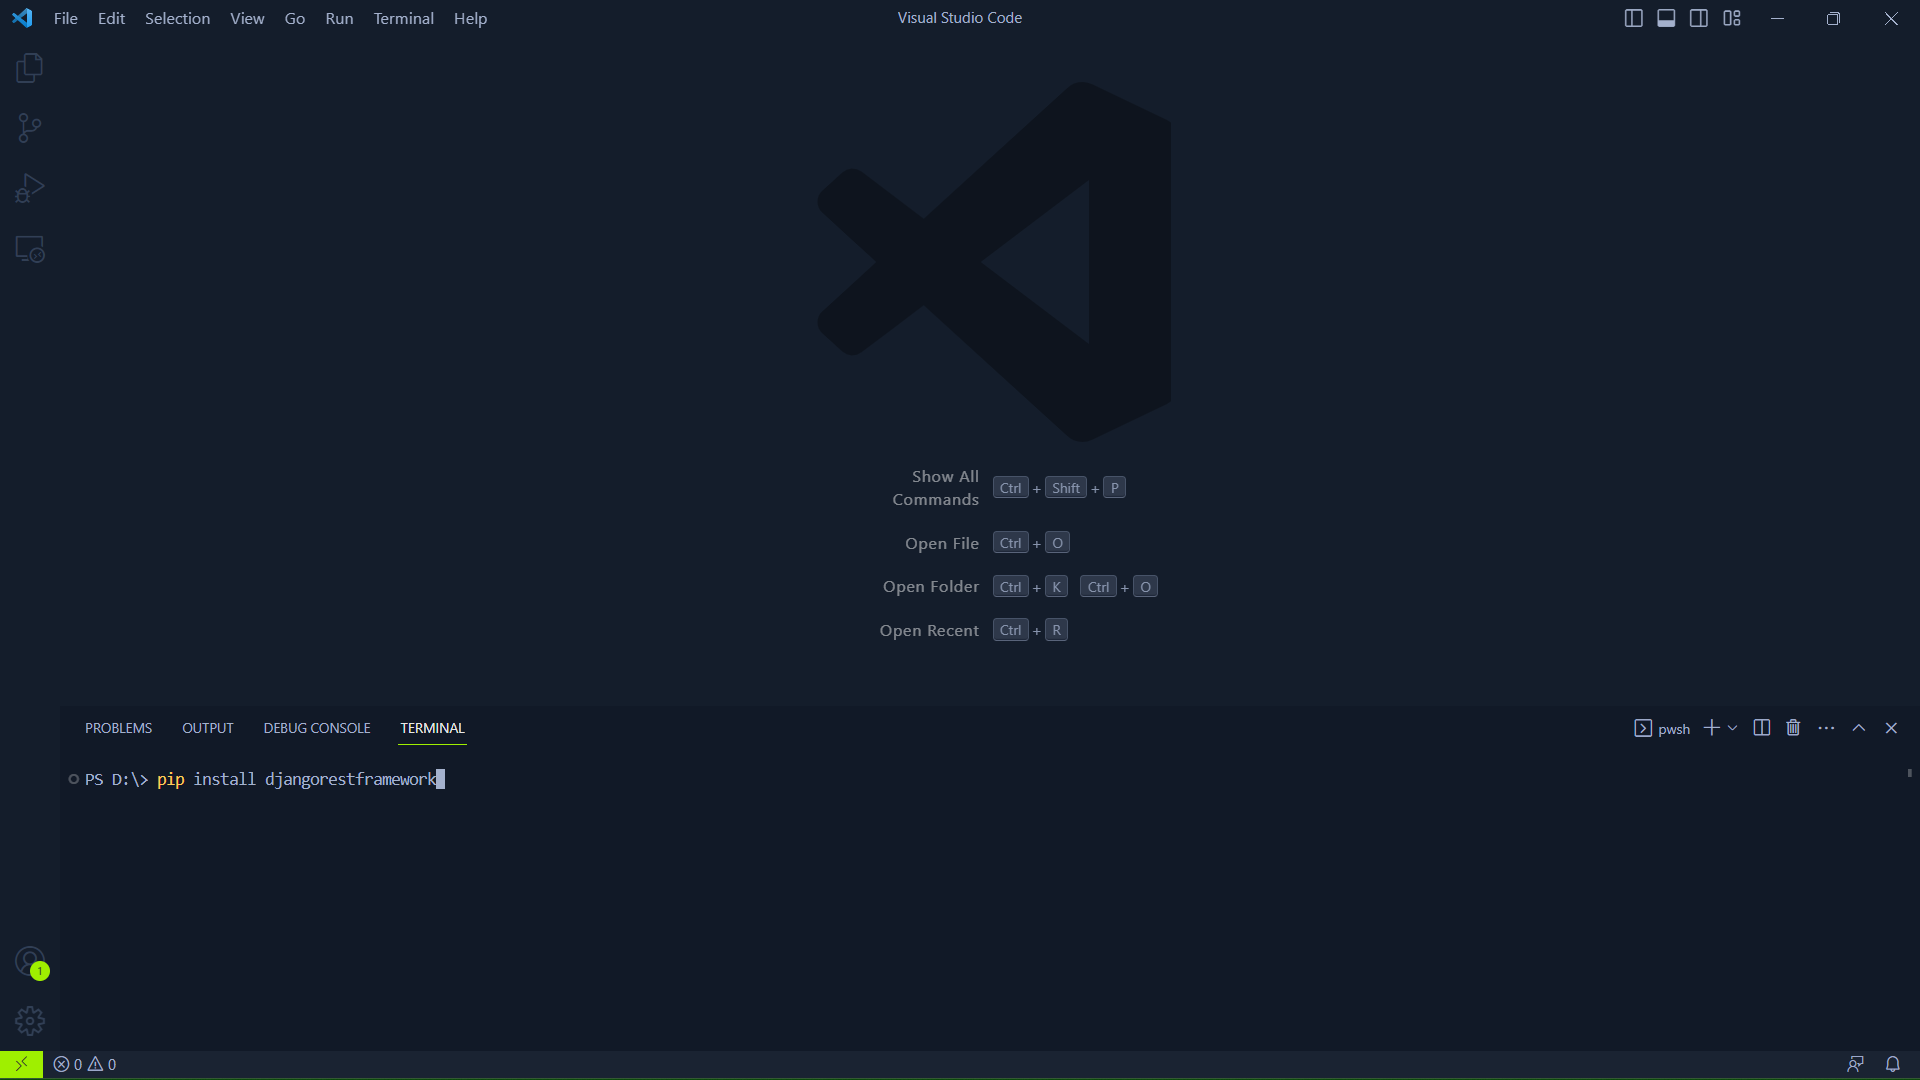 File Edit Selection View Go Run Terminal Help
Visual Studio Code
Show All
Commands
Ctrl + Shift + P
Open File Ctrl + O
Open Folder Ctrl + K Ctrl + O
Open Recent Ctrl + R
PROBLEMS OUTPUT DEBUG CONSOLE TERMINAL
pwsh
PS D:\> pip install djangorestframework
1
0 0